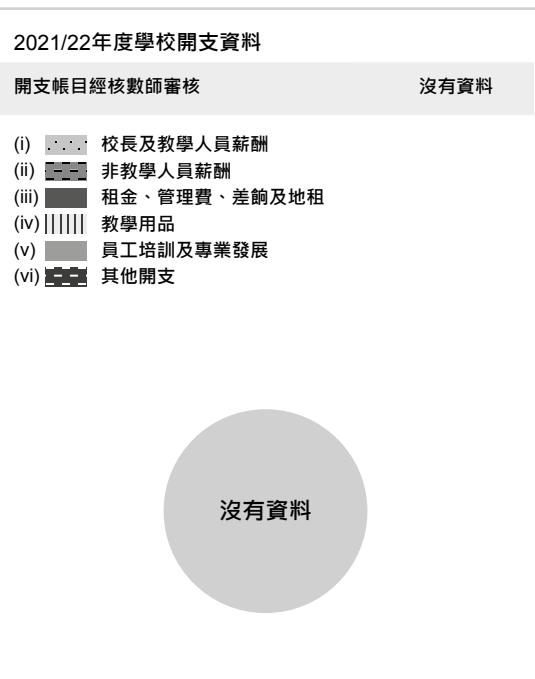 2021/22年度學校開支資料
開支帳目經核數師審核 沒有資料
(i) 校長及教學人員薪酬
(ii) 非教學人員薪酬
(iii) 租金、管理費、差餉及地租
(iv) 教學用品
(v) 員工培訓及專業發展
(vi) 其他開支
沒有資料